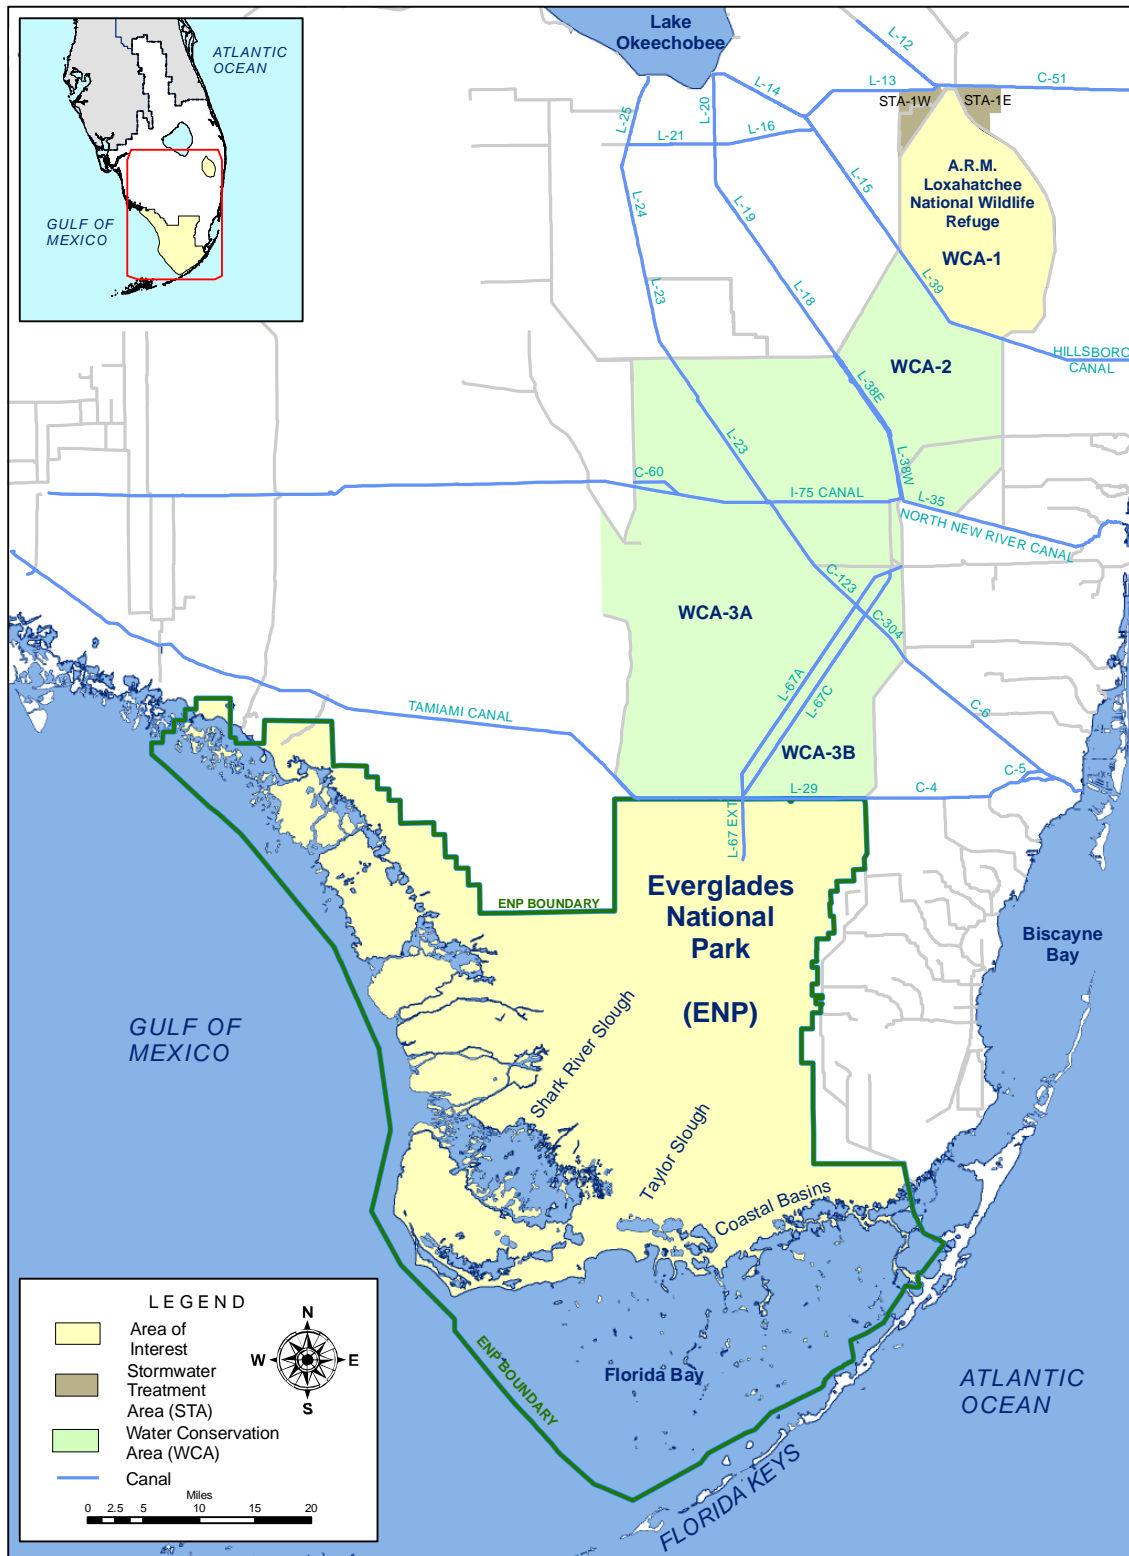 ATLANTIC
OCEAN
GULF OF
MEXICO
Lake
Okeechobee
L-12
L-13
C-51
STA-1W
STA-1E
L-14
L-20
L-25
L-21
L-16
L-15
L-24
L-19
A.R.M.
Loxahatchee
National Wildlife
Refuge
WCA-1
L-39
L-23
L-18
HILLSBORO
CANAL
WCA-2
L-38E
L-23
L-38W
C-60
I-75 CANAL
L-35
NORTH NEW RIVER CANAL
C-123
C-304
WCA-3A
L-67A
L-67C
C-6
TAMIAMI CANAL
WCA-3B
C-5
L-29
C-4
L-67 EXT
ENP BOUNDARY
Everglades
National
Park
(ENP)
Biscayne
Bay
GULF OF
MEXICO
Shark River Slough
Taylor Slough
Coastal Basins
ENP BOUNDARY
Florida Bay
ATLANTIC
OCEAN
FLORIDA KEYS
LEGEND
Area of
Interest
Stormwater
Treatment
Area (STA)
Water Conservation
Area (WCA)
Canal
N
W E
S
Miles
0 2.5 5 10 15 20